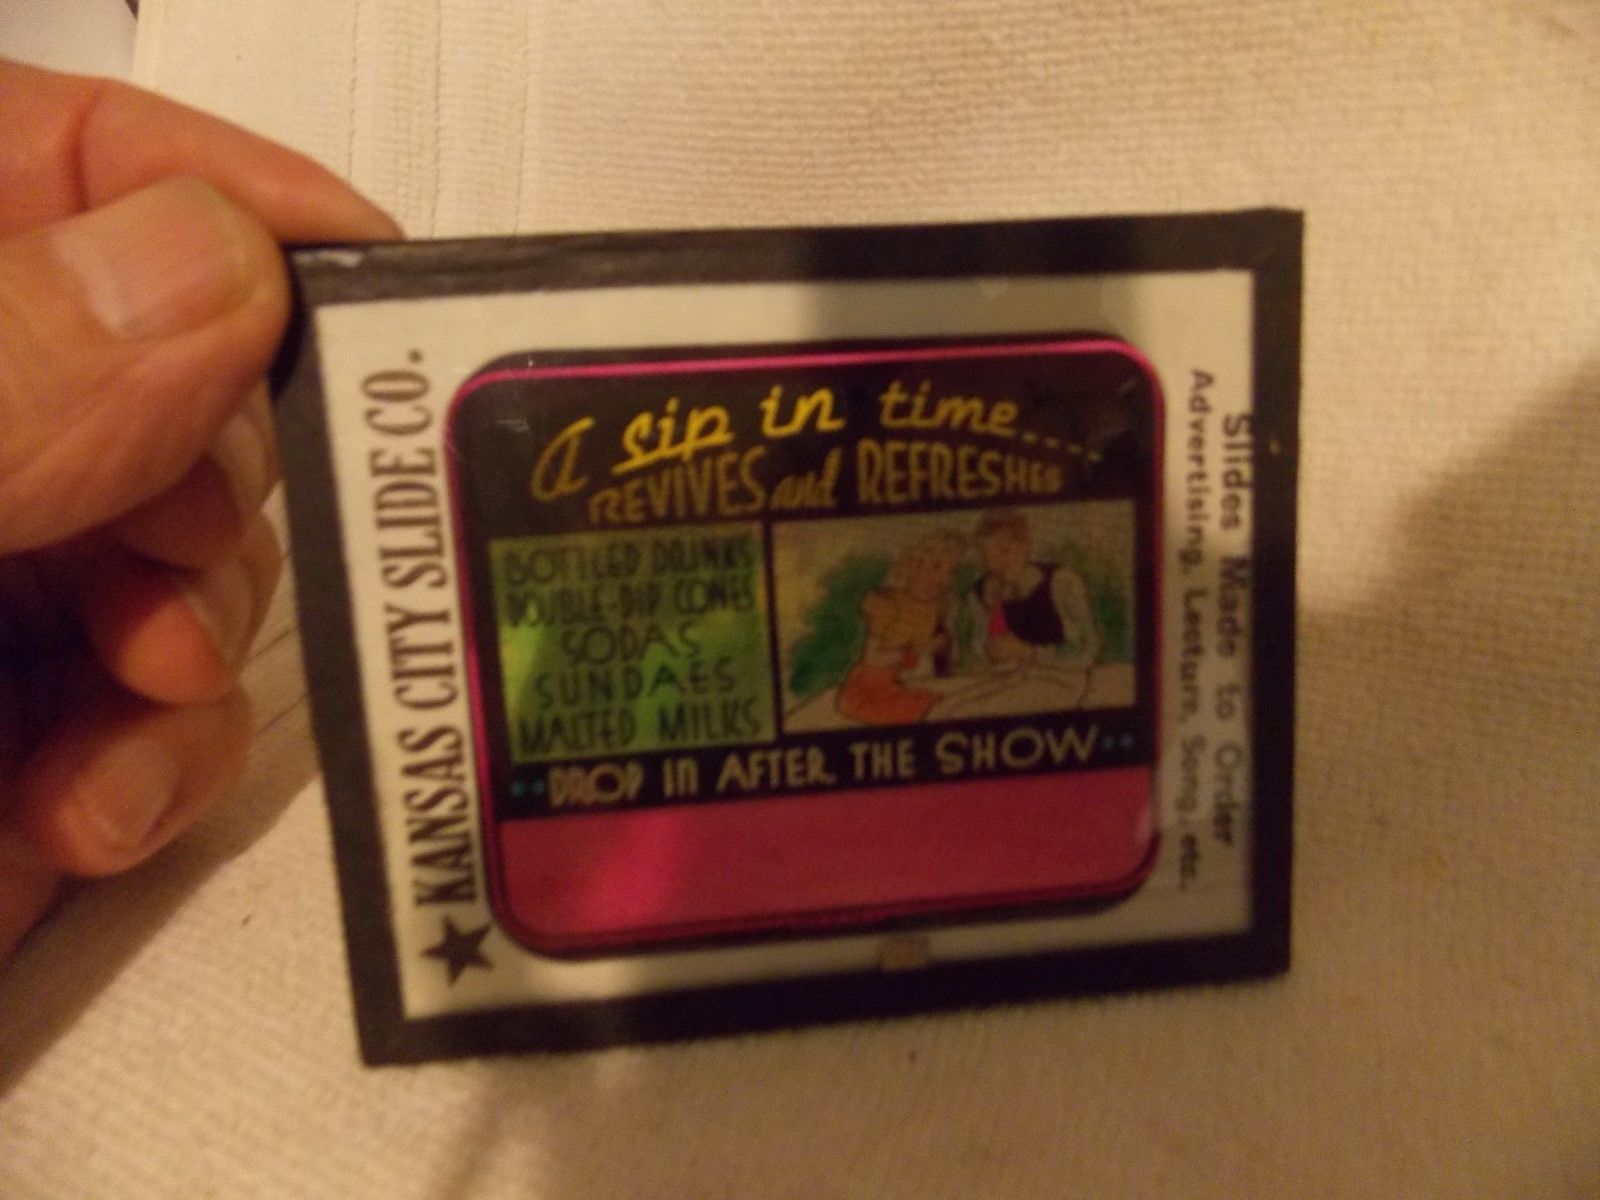 ★KANSAS CITY SLIDE CO.
A Sip in time....
REVIVES and REFRESHES
BOTTLED DRINKS
DOUBLE-DIP CONES
SODAS
SUNDAES
MALTED MILKS
··DROP IN AFTER THE SHOW··
Slides Made to Order
Advertising, Lecture, Song, etc.